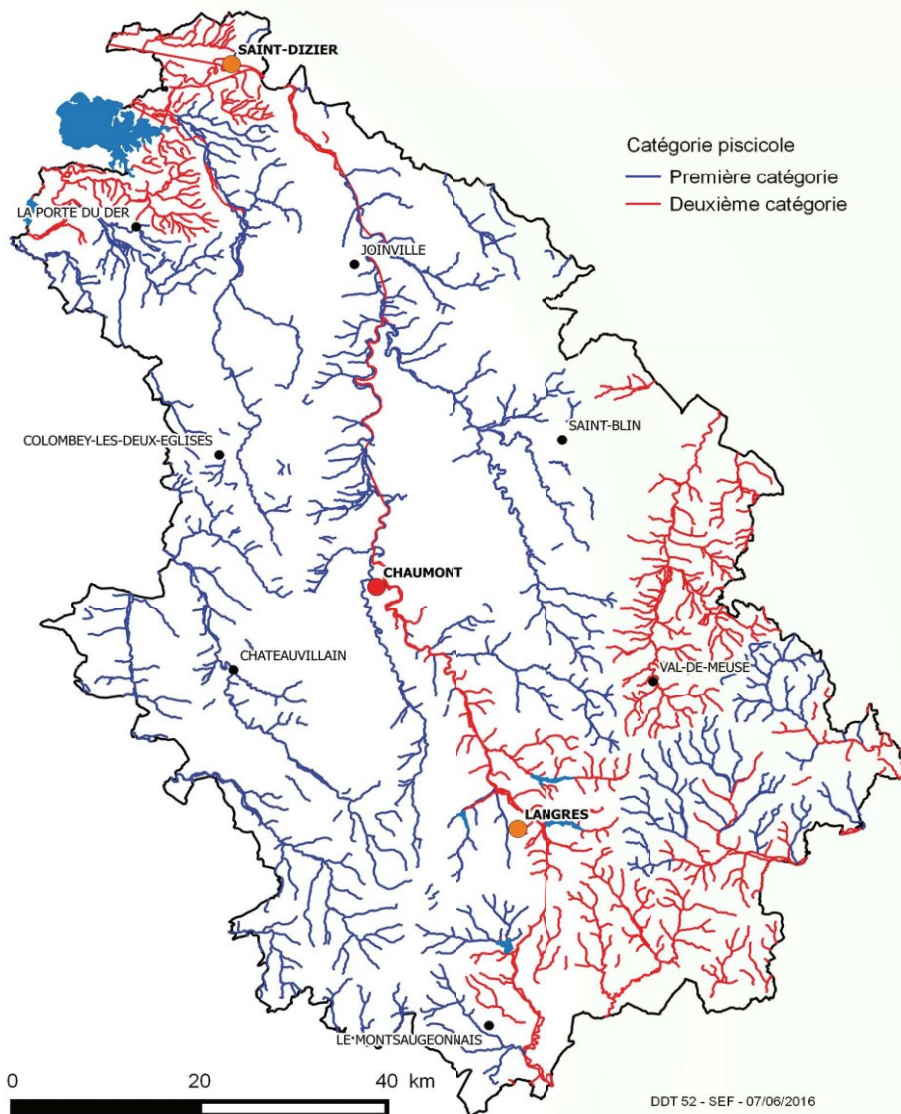 SAINT-DIZIER
Catégorie piscicole
Première catégorie
Deuxième catégorie
LA PORTE DU DER
JOINVILLE
SAINT-BLIN
COLOMBEY-LES-DEUX-EGLISES
CHAUMONT
CHATEAUVILLAIN
VAL-DE-MEUSE
LANGRES
LE MONTSAUGEONNAIS
0 20 40 km
DDT 52 - SEF - 07/06/2016